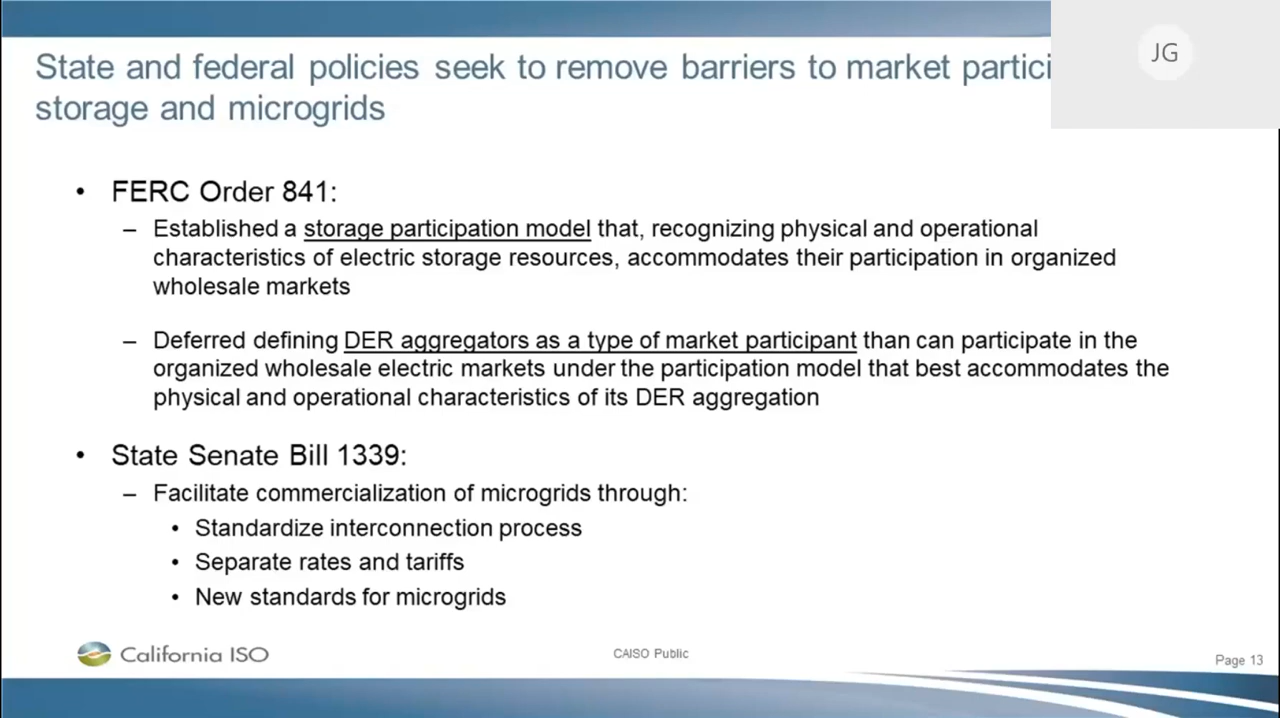 State and federal policies seek to remove barriers to market
storage and microgrids
JG
• FERC Order 841:
– Established a storage participation model that, recognizing physical and operational
characteristics of electric storage resources, accommodates their participation in organized
wholesale markets
– Deferred defining DER aggregators as a type of market participant than can participate in the
organized wholesale electric markets under the participation model that best accommodates the
physical and operational characteristics of its DER aggregation
• State Senate Bill 1339:
– Facilitate commercialization of microgrids through:
• Standardize interconnection process
• Separate rates and tariffs
• New standards for microgrids
California ISO
CAISO Public
Page 13